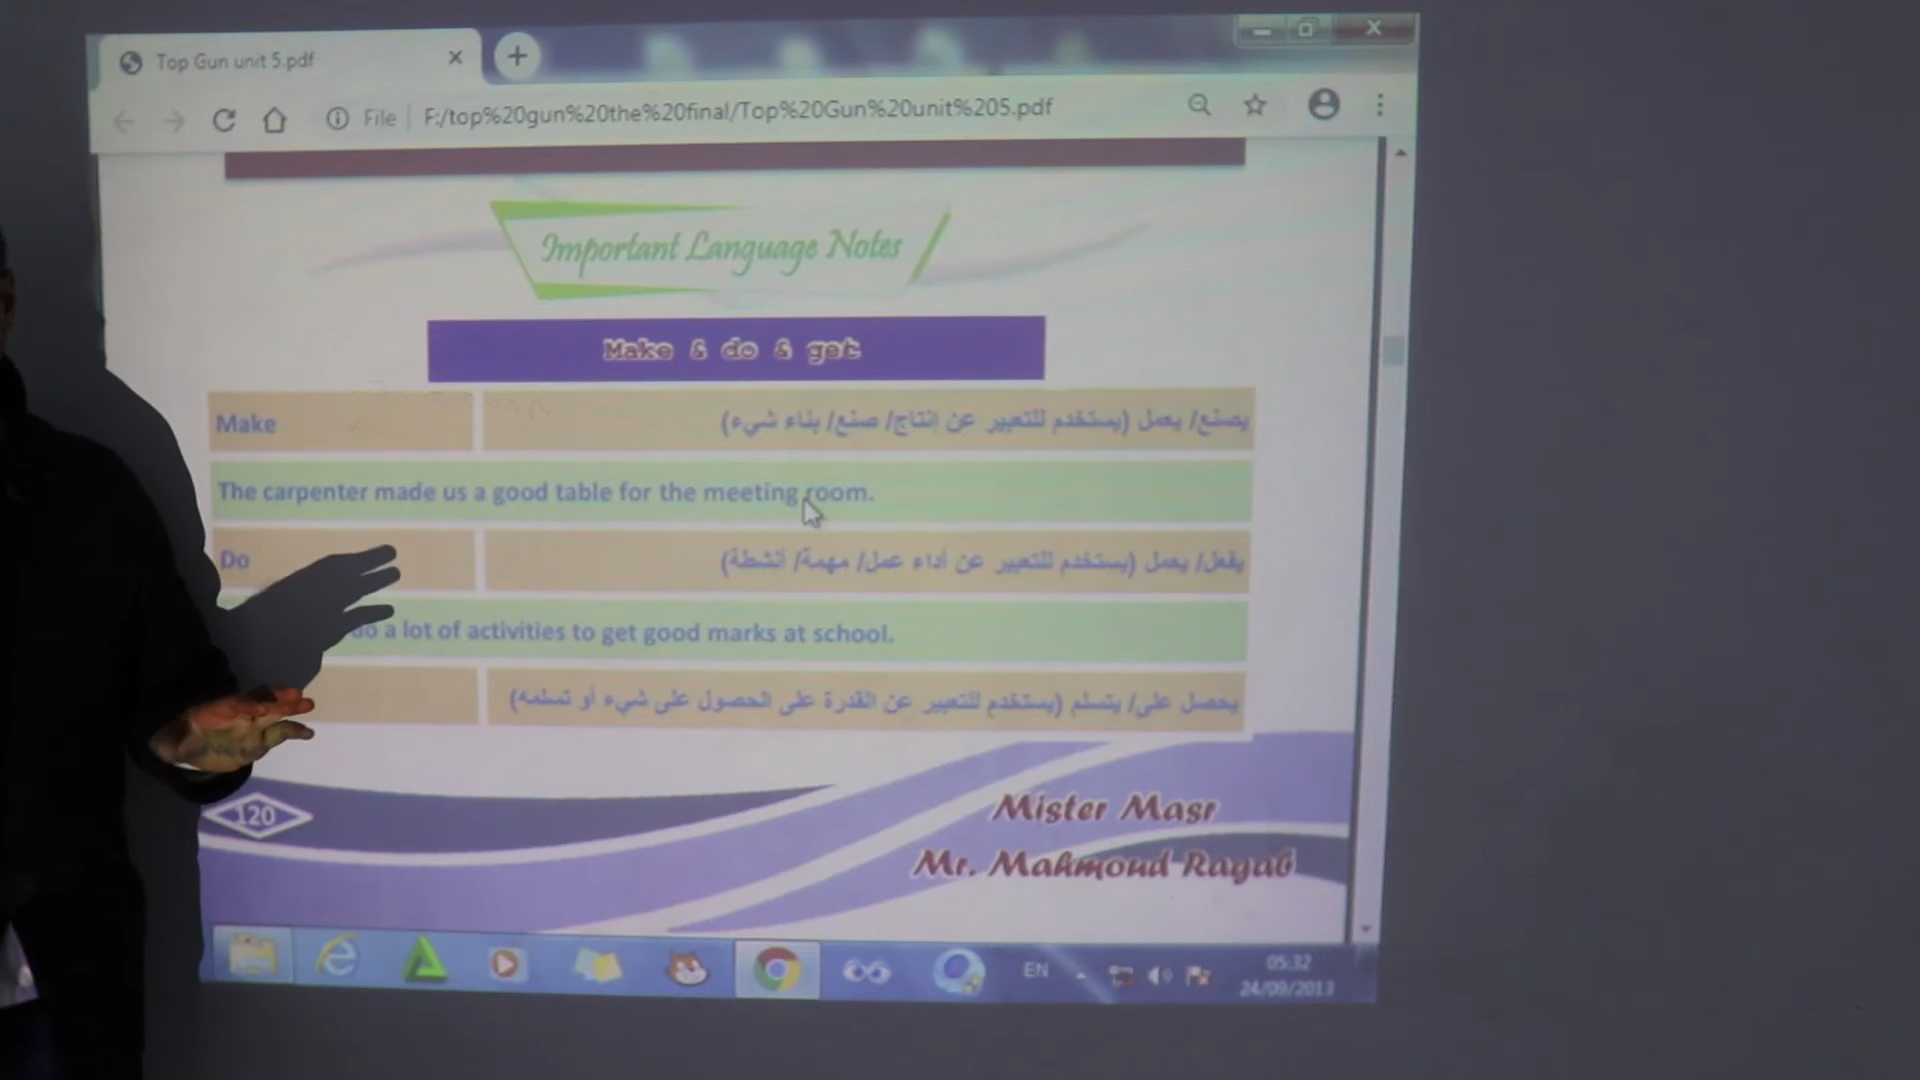 Top Gun unit 5.pdf
File F:/top%20gun%20the%20final/Top%20Gun%20unit%205.pdf
Important Language Notes
Make & do & get
Make
يصنع/ يعمل (يستخدم للتعبير عن إنتاج/ صنع/ بناء شيء)
The carpenter made us a good table for the meeting room.
Do
يفعل/ يعمل (يستخدم للتعبير عن أداء عمل/ مهمة/ أنشطة)
do a lot of activities to get good marks at school.
يحصل على/ يتسلم (يستخدم للتعبير عن القدرة على الحصول على شيء أو تسلمه)
120
Mister Masr
Mr. Mahmoud Ragab
EN
05:32
24/09/2013